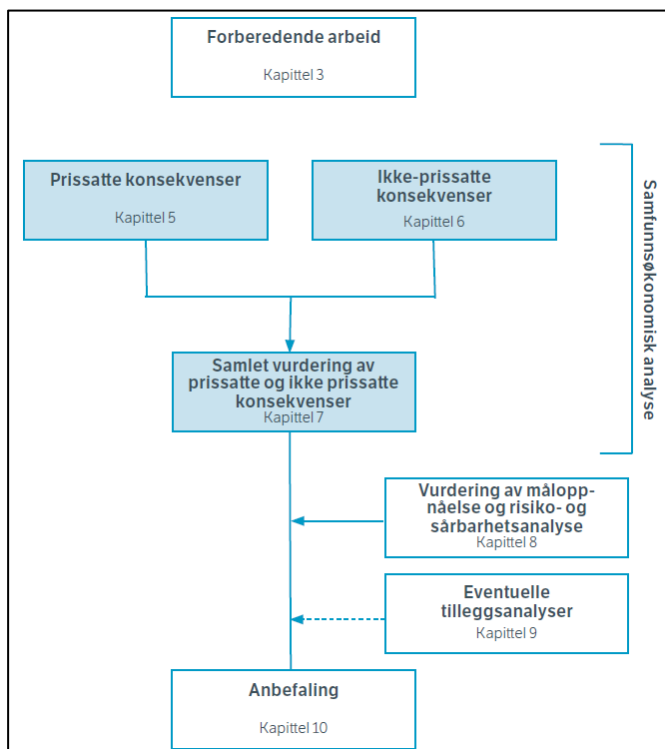 Forberedende arbeid
Kapittel 3
Prissatte konsekvenser
Kapittel 5
Ikke-prissatte
konsekvenser
Kapittel 6
Samfunnsøkonomisk analyse
Samlet vurdering av
prissatte og ikke prissatte
konsekvenser
Kapittel 7
Vurdering av målopp-
nåelse og risiko- og
sårbarhetsanalyse
Kapittel 8
Eventuelle
tilleggsanalyser
Kapittel 9
Anbefaling
Kapittel 10